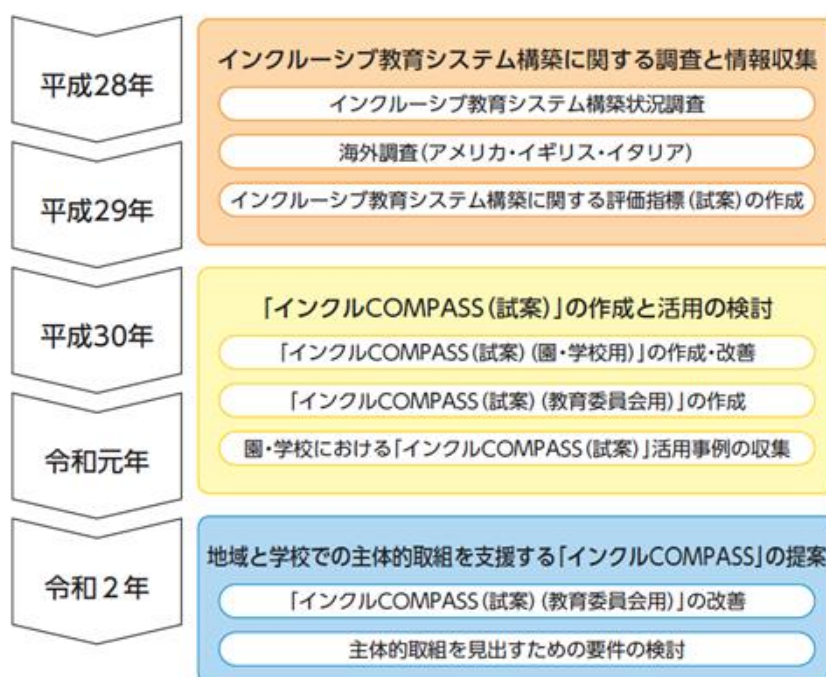 平成28年
インクルーシブ教育システム構築に関する調査と情報収集
インクルーシブ教育システム構築状況調査
海外調査(アメリカ・イギリス・イタリア)
平成29年
インクルーシブ教育システム構築に関する評価指標(試案)の作成
「インクルCOMPASS(試案)」の作成と活用の検討
平成30年
「インクルCOMPASS(試案)(園・学校用)」の作成・改善
「インクルCOMPASS(試案)(教育委員会用)」の作成
令和元年
園・学校における「インクルCOMPASS(試案)」活用事例の収集
地域と学校での主体的取組を支援する「インクルCOMPASS」の提案
令和2年
「インクルCOMPASS(試案)(教育委員会用)」の改善
主体的取組を見出すための要件の検討